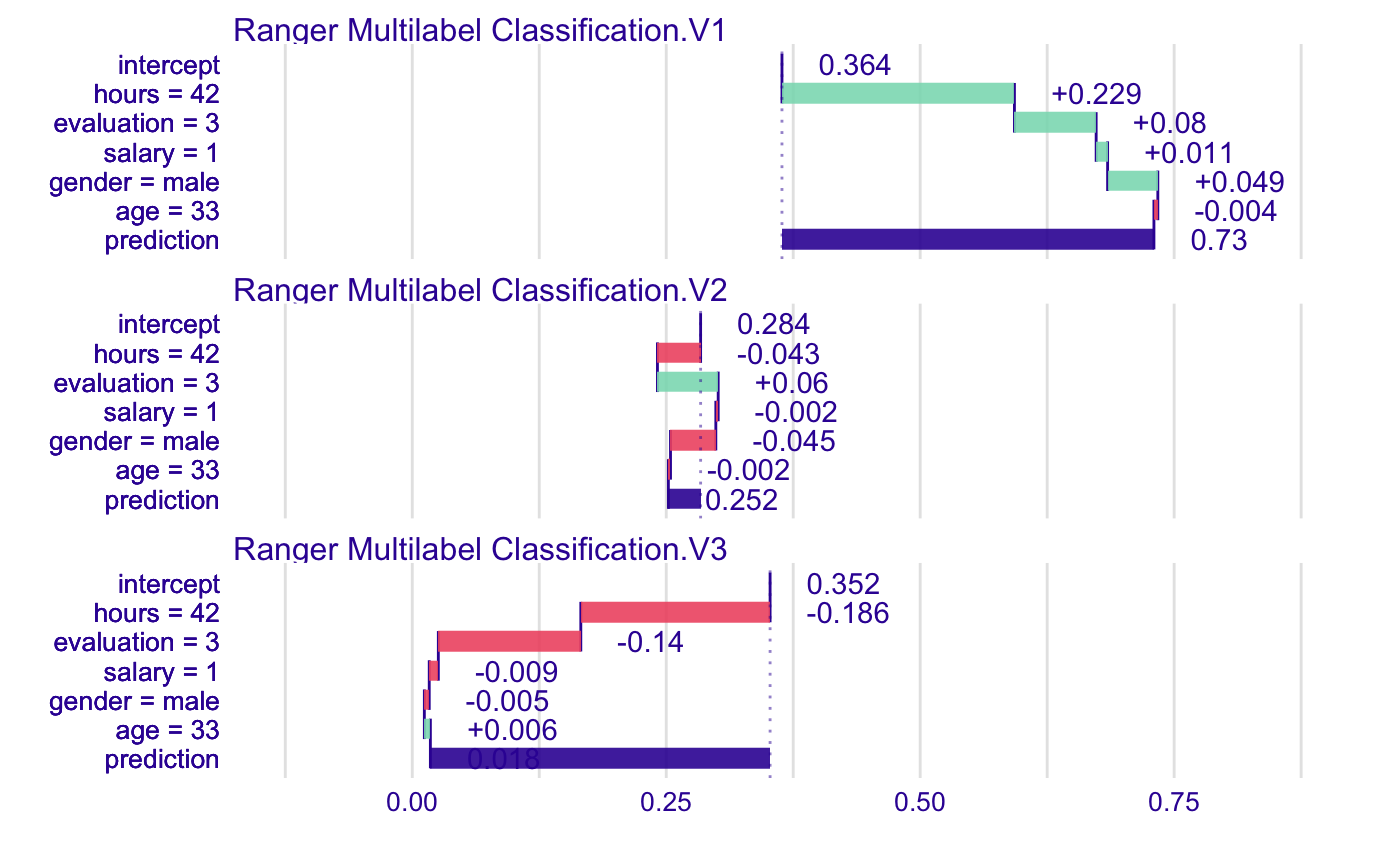 Ranger Multilabel Classification.V1
intercept 0.364
hours = 42 +0.229
evaluation = 3 +0.08
salary = 1 +0.011
gender = male +0.049
age = 33 -0.004
prediction 0.73
Ranger Multilabel Classification.V2
intercept 0.284
hours = 42 -0.043
evaluation = 3 +0.06
salary = 1 -0.002
gender = male -0.045
age = 33 -0.002
prediction 0.252
Ranger Multilabel Classification.V3
intercept 0.352
hours = 42 -0.186
evaluation = 3 -0.14
salary = 1 -0.009
gender = male -0.005
age = 33 +0.006
prediction 0.018
0.00 0.25 0.50 0.75